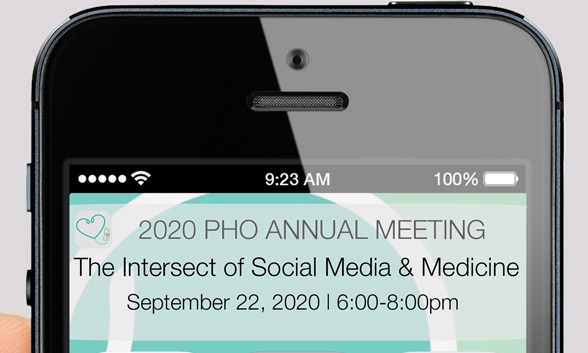 9:23 AM 100%
2020 PHO ANNUAL MEETING
The Intersect of Social Media & Medicine
September 22, 2020 | 6:00-8:00pm